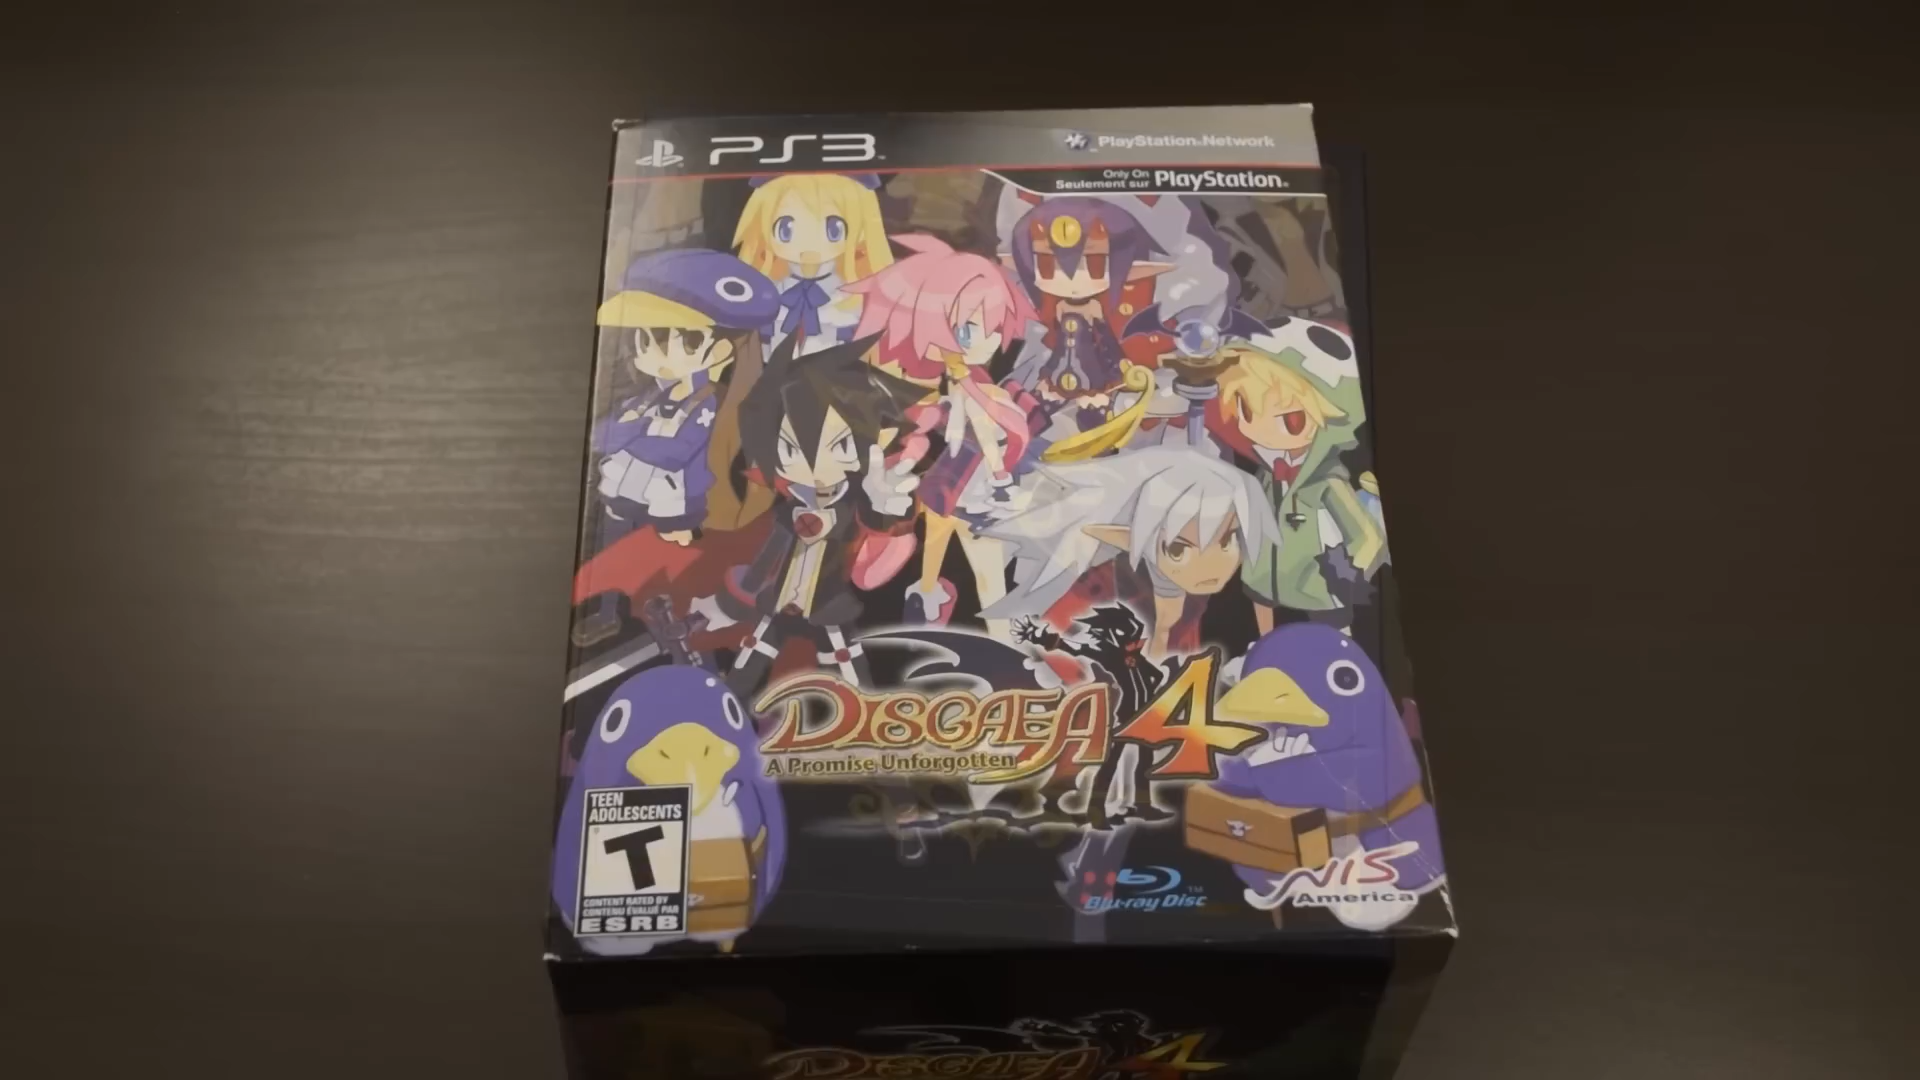 PS3
PlayStation®Network
Only On
Seulement sur PlayStation®
DISGAEA 4
A Promise Unforgotten
TEEN
ADOLESCENTS
T
CONTENT RATED BY
CONTENU ÉVALUÉ PAR
ESRB
Blu-ray Disc™
NIS
America
DISGAEA 4